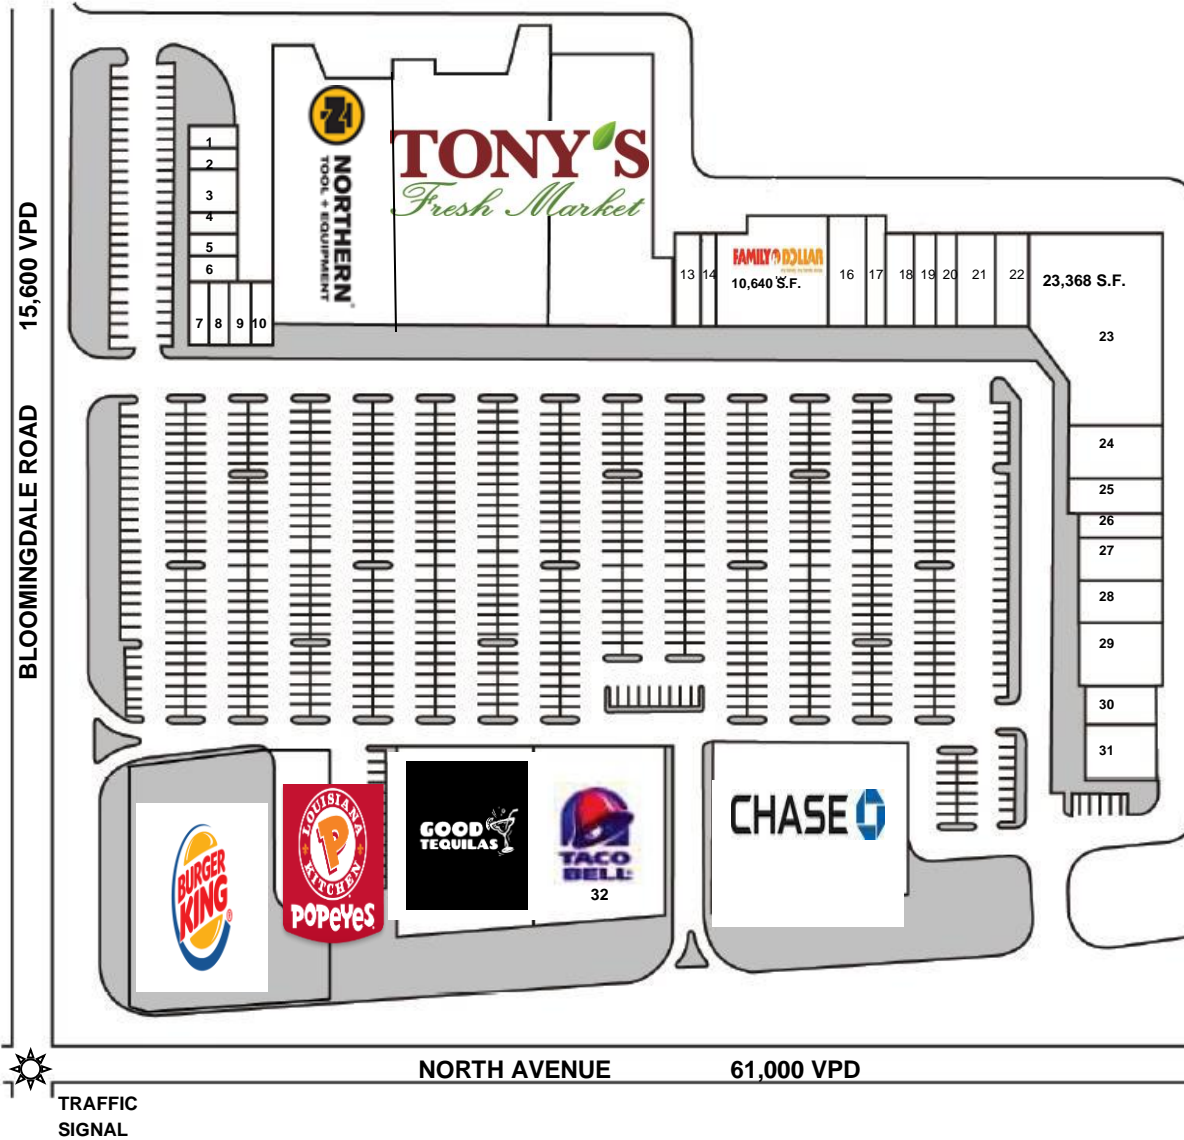 1
2
3
4
5
6
7 8 9 10
NORTHERN
TOOL + EQUIPMENT
TONY'S
Fresh Market
13 14
FAMILY DOLLAR
10,640 S.F.
16 17 18 19 20 21 22
23,368 S.F.
23
24
25
26
27
28
29
30
31
15,600 VPD
BLOOMINGDALE ROAD
BURGER
KING
®
LOUISIANA
KITCHEN
POPEYES
GOOD
TEQUILAS
TACO
BELL
32
CHASE
NORTH AVENUE 61,000 VPD
TRAFFIC
SIGNAL